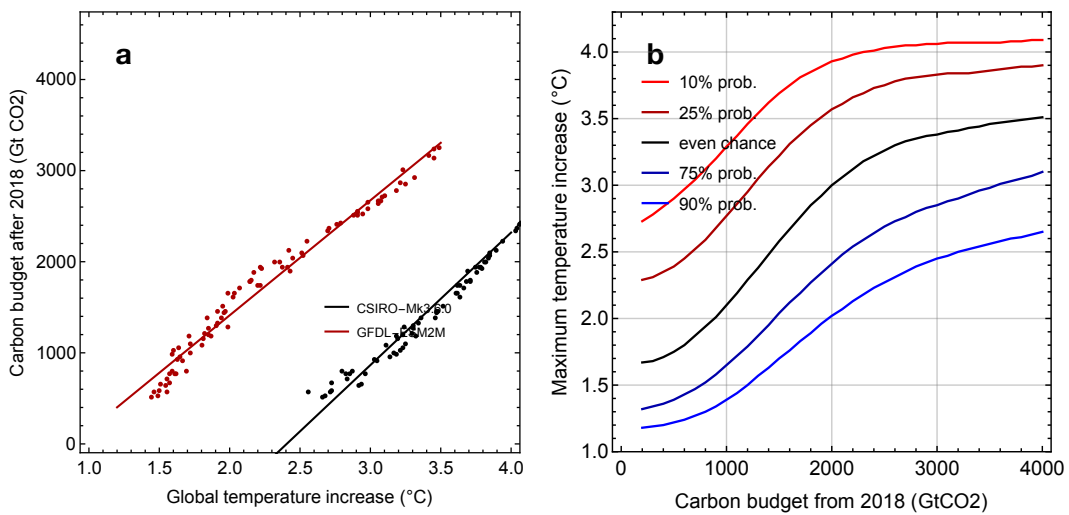 a
Carbon budget after 2018 (Gt CO2)
4000
3000
2000
1000
0
CSIRO−Mk3.6.0
GFDL−ESM2M
1.0 1.5 2.0 2.5 3.0 3.5 4.0
Global temperature increase (°C)
b
Maximum temperature increase (°C)
4.0
3.5
3.0
2.5
2.0
1.5
1.0
10% prob.
25% prob.
even chance
75% prob.
90% prob.
0 1000 2000 3000 4000
Carbon budget from 2018 (GtCO2)